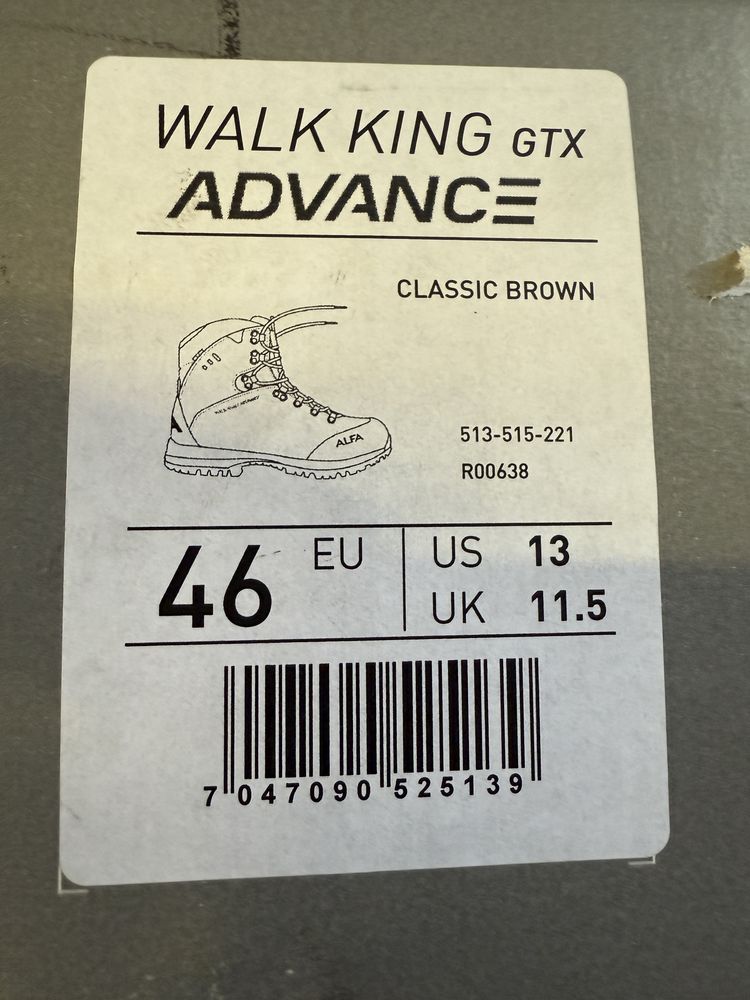 WALK KING GTX
ADVANCE
CLASSIC BROWN
ALFA
513-515-221
R00638
46 EU
US 13
UK 11.5
7 047090 525139